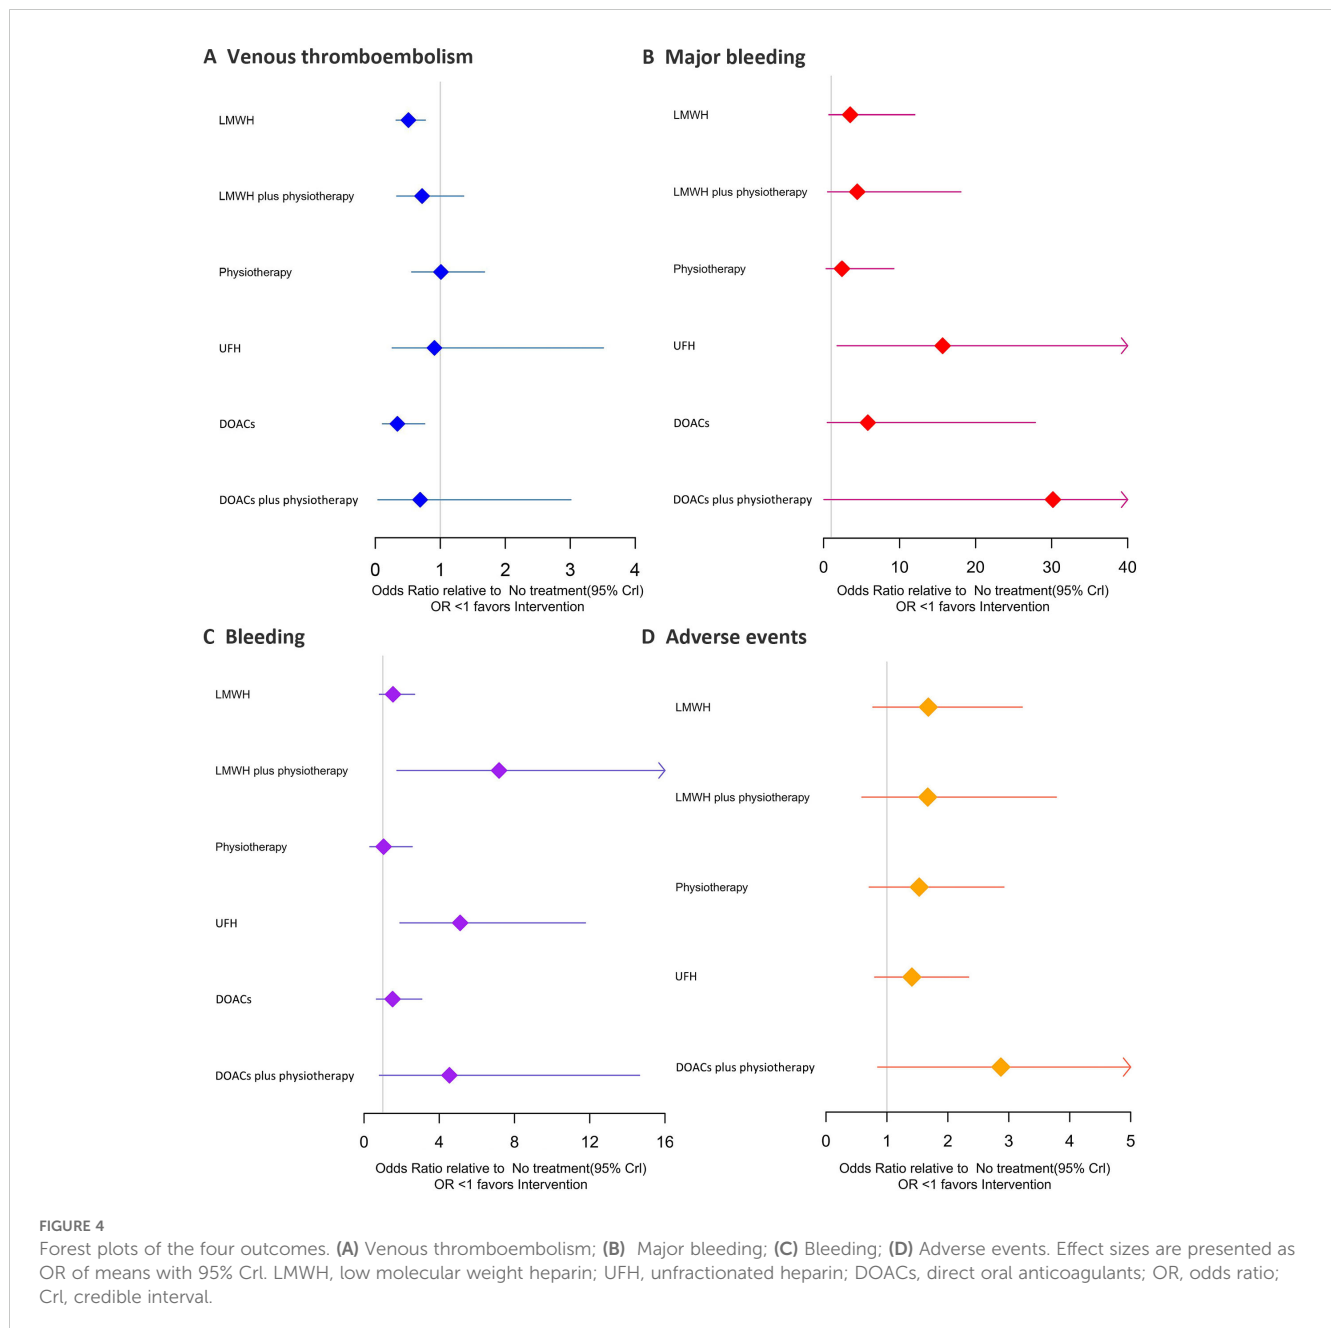 A Venous thromboembolism
LMWH
LMWH plus physiotherapy
Physiotherapy
UFH
DOACs
DOACs plus physiotherapy
0 1 2 3 4
Odds Ratio relative to No treatment(95% Crl)
OR <1 favors Intervention
B Major bleeding
LMWH
LMWH plus physiotherapy
Physiotherapy
UFH
DOACs
DOACs plus physiotherapy
0 10 20 30 40
Odds Ratio relative to No treatment(95% Crl)
OR <1 favors Intervention
C Bleeding
LMWH
LMWH plus physiotherapy
Physiotherapy
UFH
DOACs
DOACs plus physiotherapy
0 4 8 12 16
Odds Ratio relative to No treatment(95% Crl)
OR <1 favors Intervention
D Adverse events
LMWH
LMWH plus physiotherapy
Physiotherapy
UFH
DOACs plus physiotherapy
0 1 2 3 4 5
Odds Ratio relative to No treatment(95% Crl)
OR <1 favors Intervention
FIGURE 4
Forest plots of the four outcomes. (A) Venous thromboembolism; (B) Major bleeding; (C) Bleeding; (D) Adverse events. Effect sizes are presented as
OR of means with 95% Crl. LMWH, low molecular weight heparin; UFH, unfractionated heparin; DOACs, direct oral anticoagulants; OR, odds ratio;
Crl, credible interval.